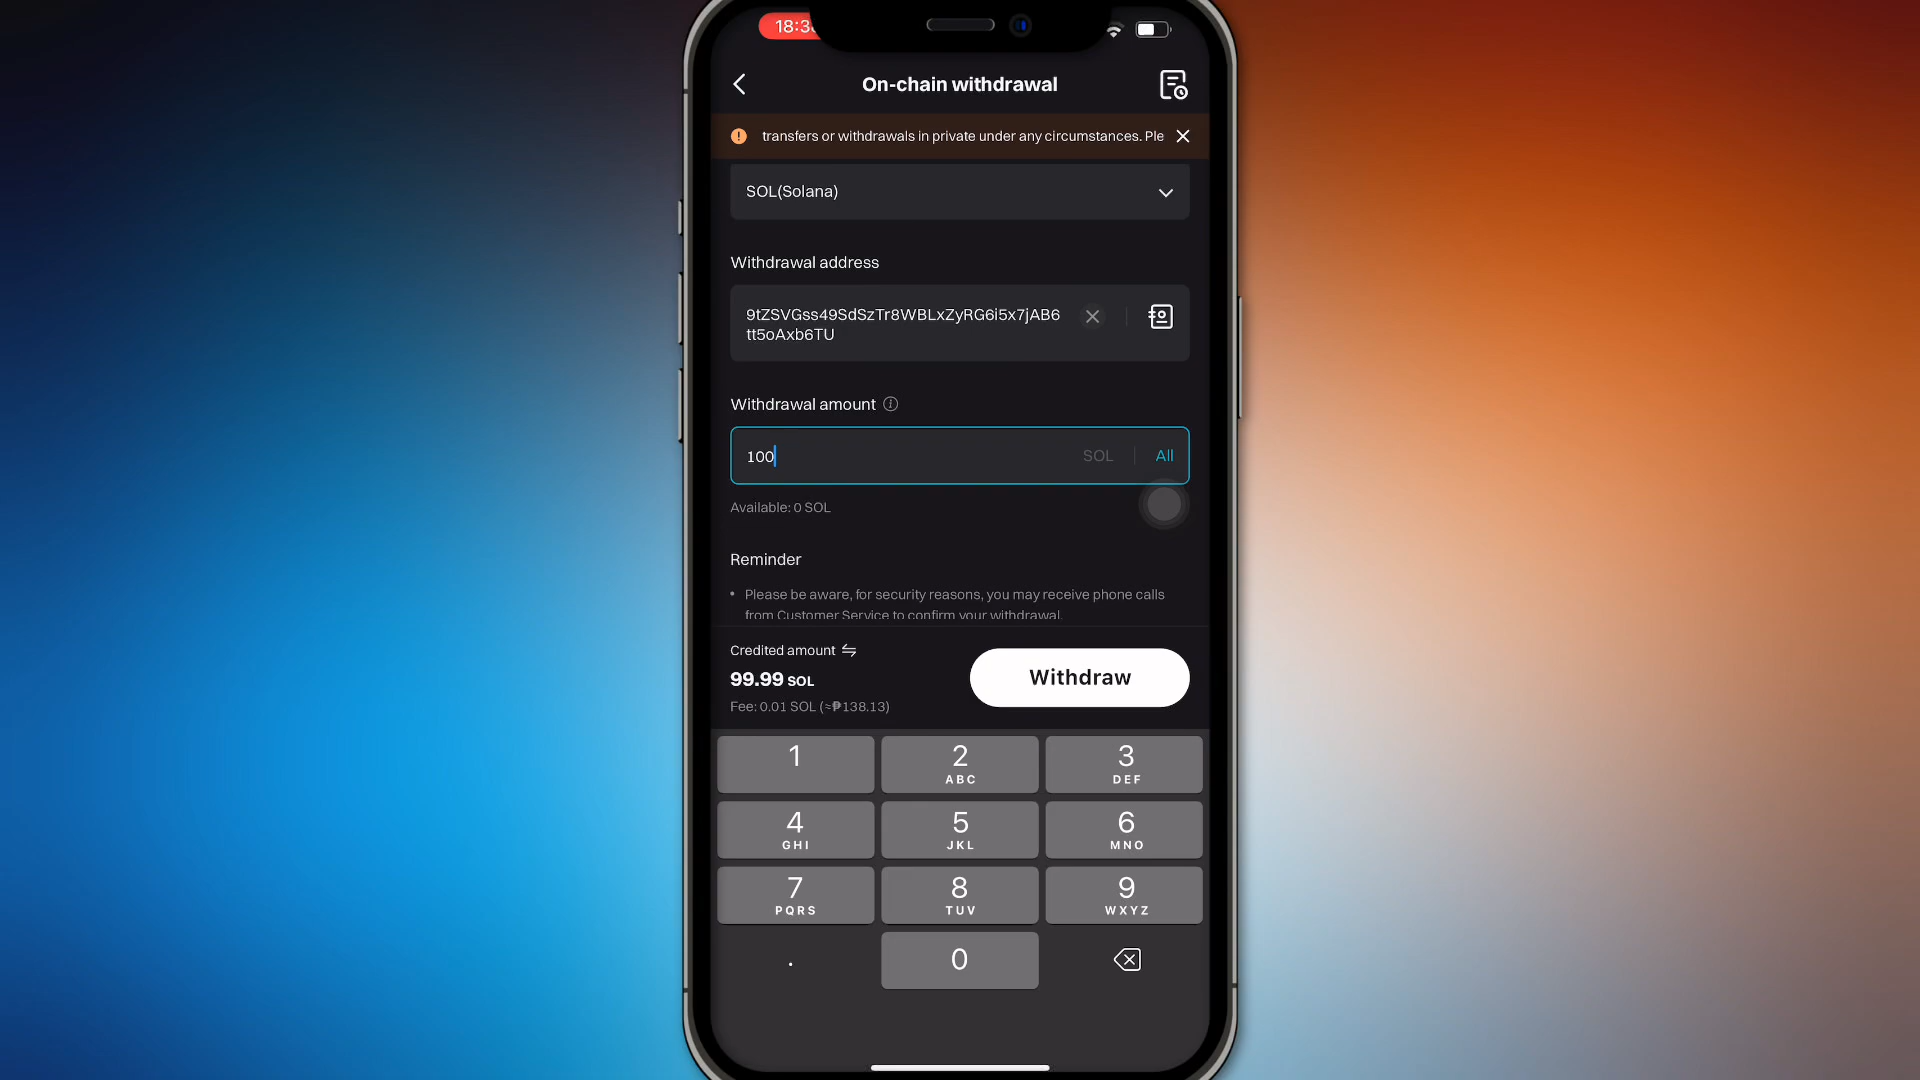 18:3
On-chain withdrawal
transfers or withdrawals in private under any circumstances. Ple
SOL(Solana)
Withdrawal address
9tZSVGss49SdSzTr8WBLxZyRG6i5x7jAB6
tt5oAxb6TU
Withdrawal amount
100 SOL All
Available: 0 SOL
Reminder
• Please be aware, for security reasons, you may receive phone calls
from Customer Service to confirm your withdrawal.
Credited amount
99.99 SOL
Fee: 0.01 SOL (≈₱138.13)
Withdraw
1 2 3
ABC DEF
4 5 6
GHI JKL MNO
7 8 9
PQRS TUV WXYZ
. 0